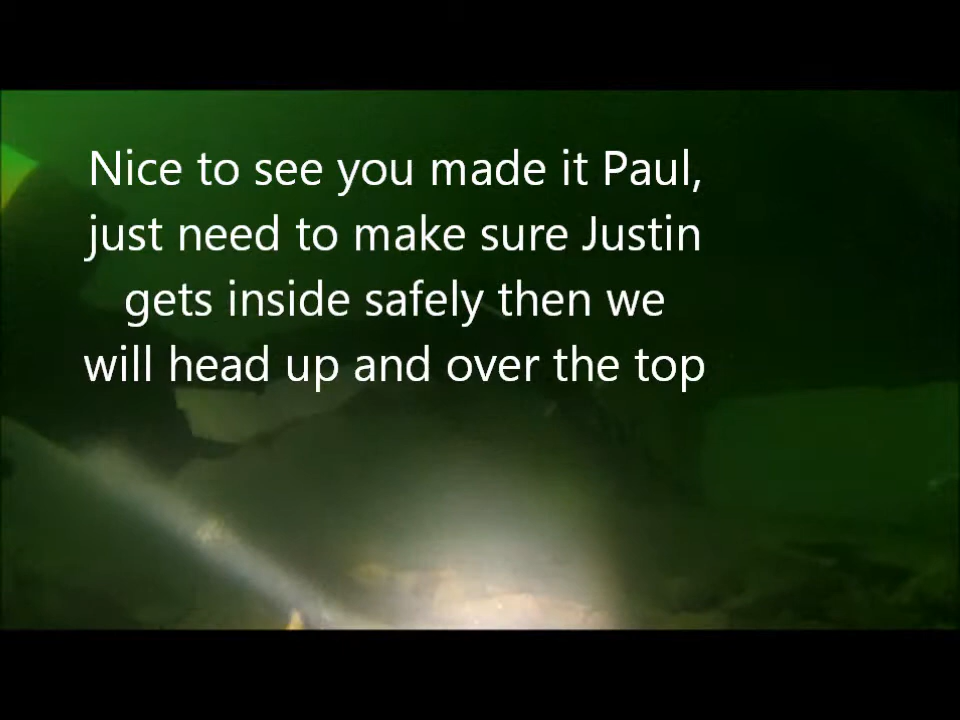 Nice to see you made it Paul,
just need to make sure Justin
gets inside safely then we
will head up and over the top